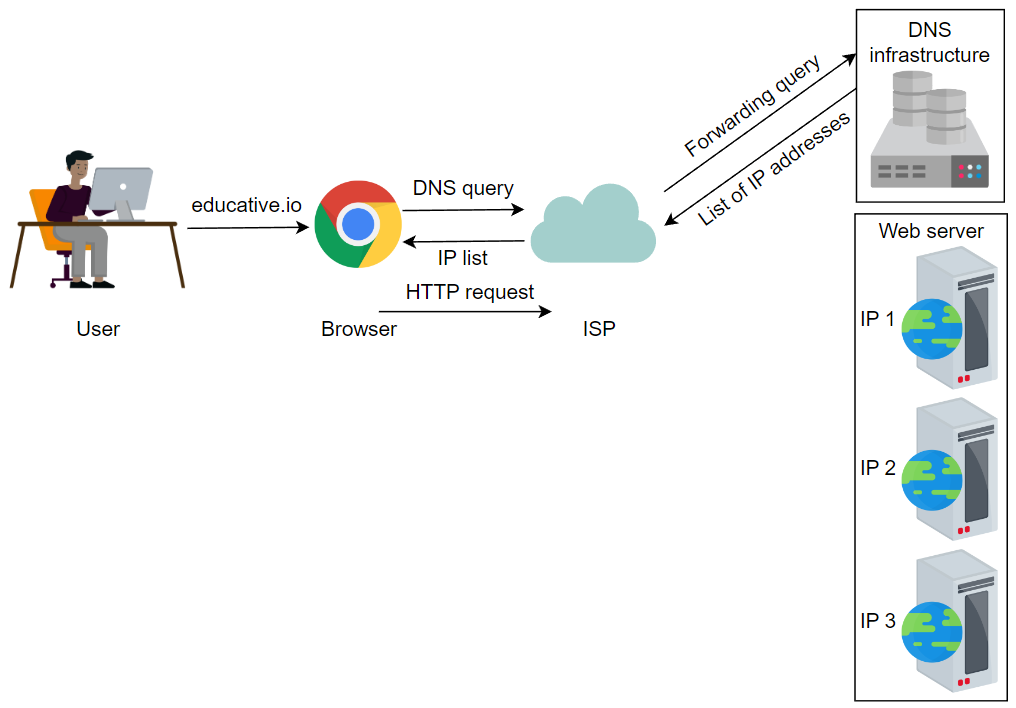 DNS
infrastructure
Forwarding query
List of IP addresses
educative.io
DNS query
IP list
HTTP request
User
Browser
ISP
Web server
IP 1
IP 2
IP 3